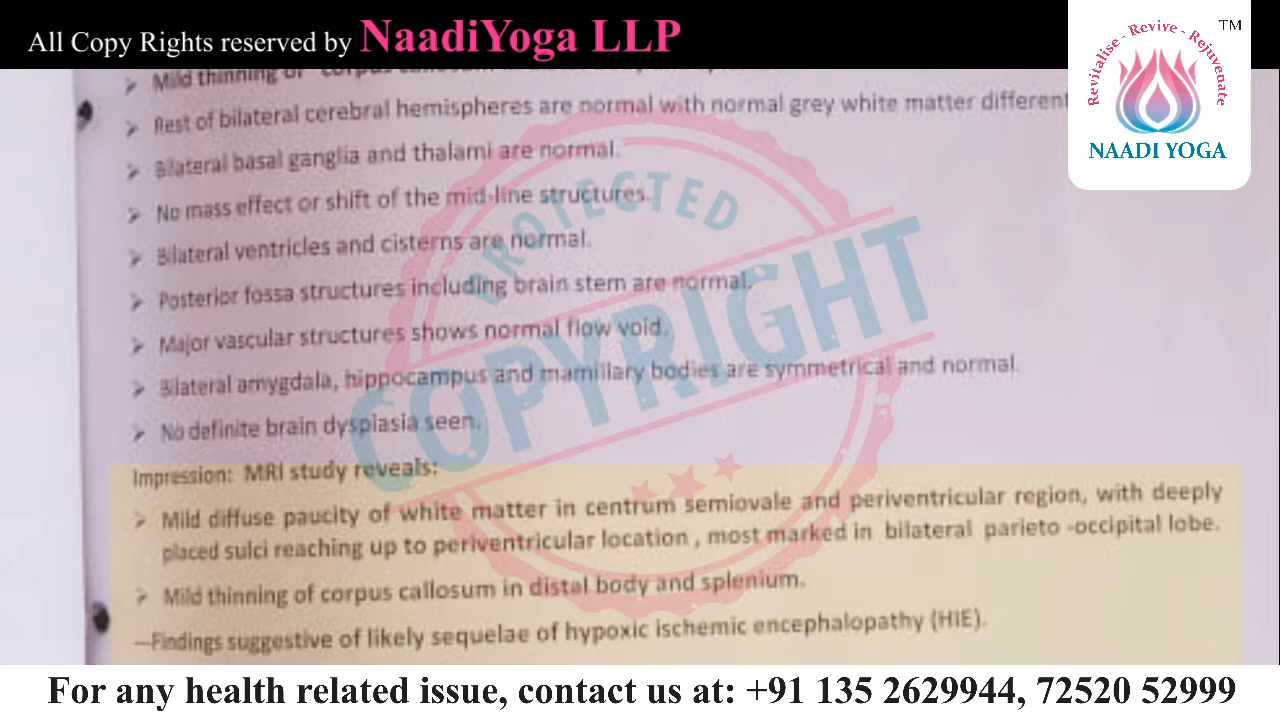 All Copy Rights reserved by NaadiYoga LLP
Revitalise - Revive - Rejuvenate
TM
NAADI YOGA
➢ Mild thinning of corpus callosum
➢ Rest of bilateral cerebral hemispheres are normal with normal grey white matter different
➢ Bilateral basal ganglia and thalami are normal.
➢ No mass effect or shift of the mid-line structures.
➢ Bilateral ventricles and cisterns are normal.
➢ Posterior fossa structures including brain stem are normal.
➢ Major vascular structures shows normal flow void.
➢ Bilateral amygdala, hippocampus and mamillary bodies are symmetrical and normal.
➢ No definite brain dysplasia seen.
PROTECTED
COPYRIGHT
Impression: MRI study reveals:
➢ Mild diffuse paucity of white matter in centrum semiovale and periventricular region, with deeply
placed sulci reaching up to periventricular location , most marked in bilateral parieto -occipital lobe.
➢ Mild thinning of corpus callosum in distal body and splenium.
—Findings suggestive of likely sequelae of hypoxic ischemic encephalopathy (HIE).
For any health related issue, contact us at: +91 135 2629944, 72520 52999